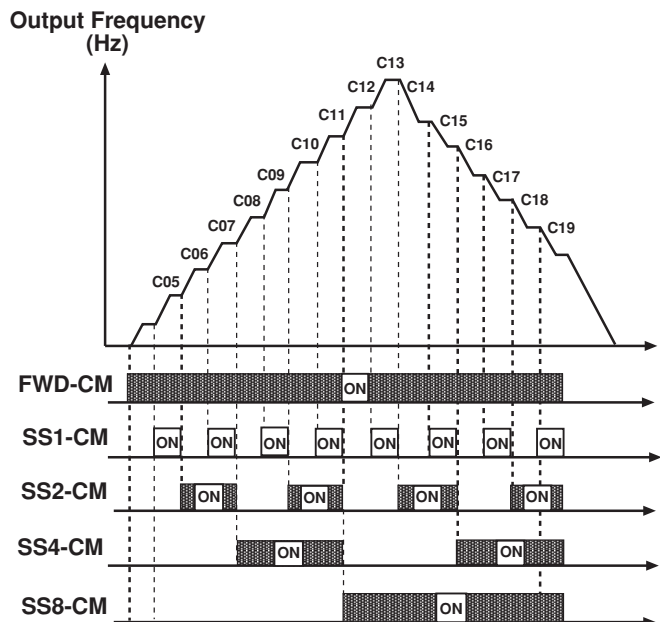 Output Frequency
(Hz)
C13
C12
C14
C11
C15
C10
C16
C09
C17
C08
C18
C07
C19
C06
C05
FWD-CM
ON
SS1-CM
ON ON ON ON ON ON ON ON
SS2-CM
ON ON ON ON
SS4-CM
ON ON
SS8-CM
ON